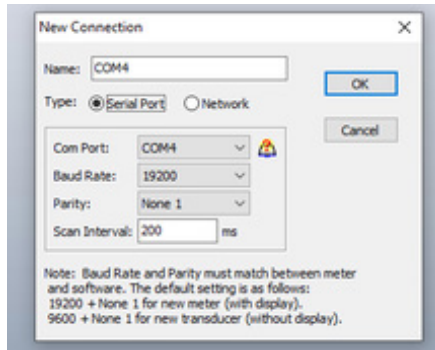 New Connection
Name: COM4
OK
Type: Serial Port Network
Cancel
Com Port: COM4
Baud Rate: 19200
Parity: None 1
Scan Interval: 200 ms
Note: Baud Rate and Parity must match between meter
and software. The default setting is as follows:
19200 + None 1 for new meter (with display).
9600 + None 1 for new transducer (without display).